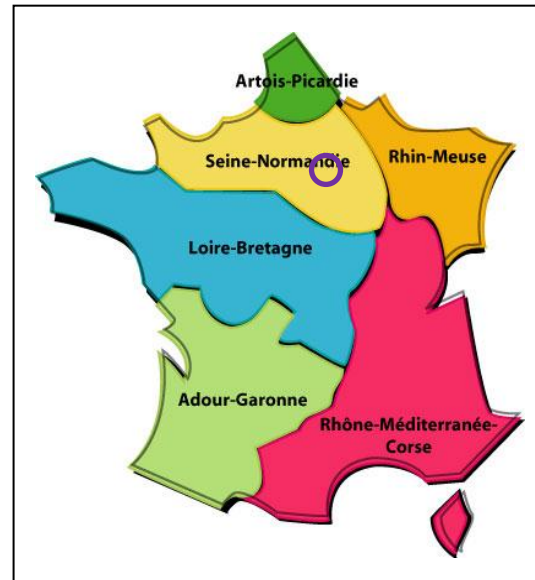 Artois-Picardie
Seine-Normandie
Rhin-Meuse
Loire-Bretagne
Adour-Garonne
Rhône-Méditerranée-
Corse